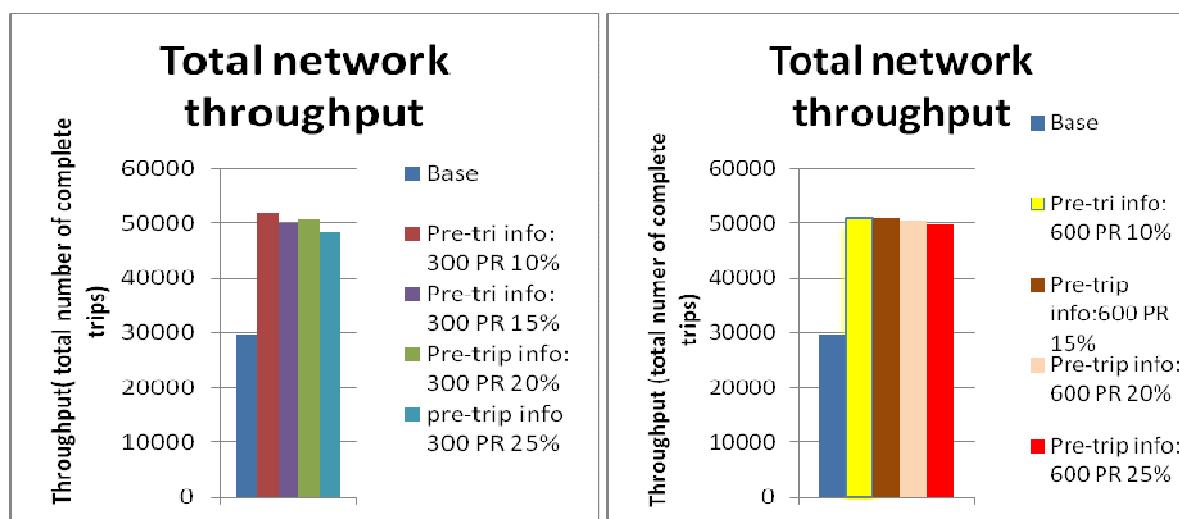 Total network
throughput
Throughput( total number of complete
trips)
60000
50000
40000
30000
20000
10000
0
Base
Pre-tri info:
300 PR 10%
Pre-tri info:
300 PR 15%
Pre-trip info:
300 PR 20%
pre-trip info
300 PR 25%
Total network
throughput
Throughput (total numer of complete
trips)
60000
50000
40000
30000
20000
10000
0
Base
Pre-tri info:
600 PR 10%
Pre-trip
info:600 PR
15%
Pre-trip info:
600 PR 20%
Pre-trip info:
600 PR 25%